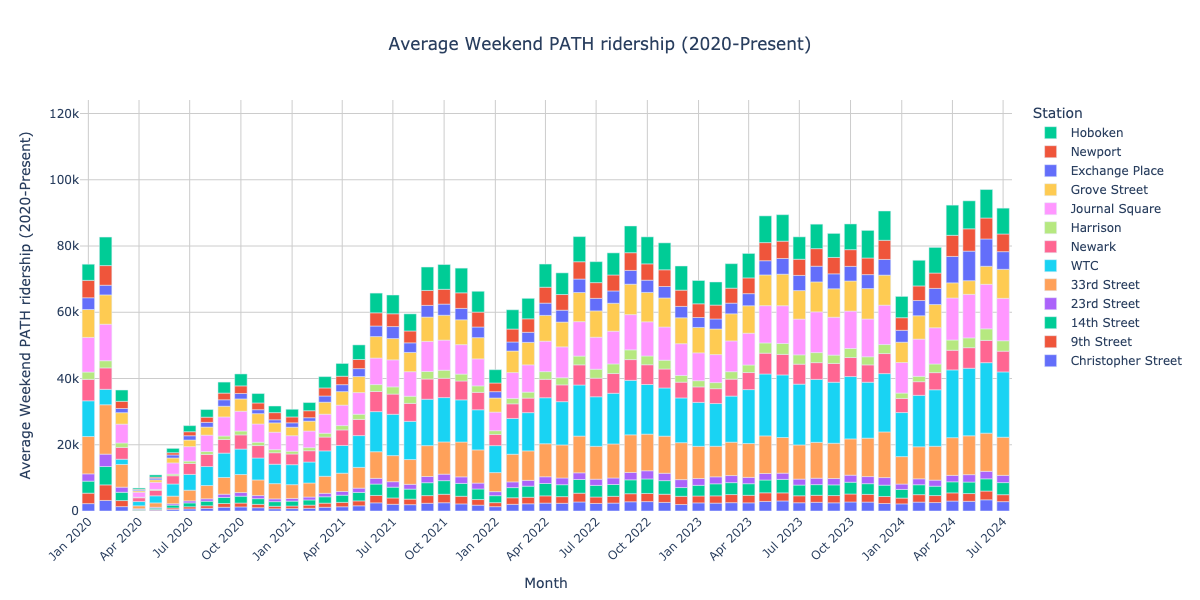 Average Weekend PATH ridership (2020-Present)
Average Weekend PATH ridership (2020-Present)
120k
100k
80k
60k
40k
20k
0
Jan 2020
Apr 2020
Jul 2020
Oct 2020
Jan 2021
Apr 2021
Jul 2021
Oct 2021
Jan 2022
Apr 2022
Jul 2022
Oct 2022
Jan 2023
Apr 2023
Jul 2023
Oct 2023
Jan 2024
Apr 2024
Jul 2024
Month
Station
Hoboken
Newport
Exchange Place
Grove Street
Journal Square
Harrison
Newark
WTC
33rd Street
23rd Street
14th Street
9th Street
Christopher Street